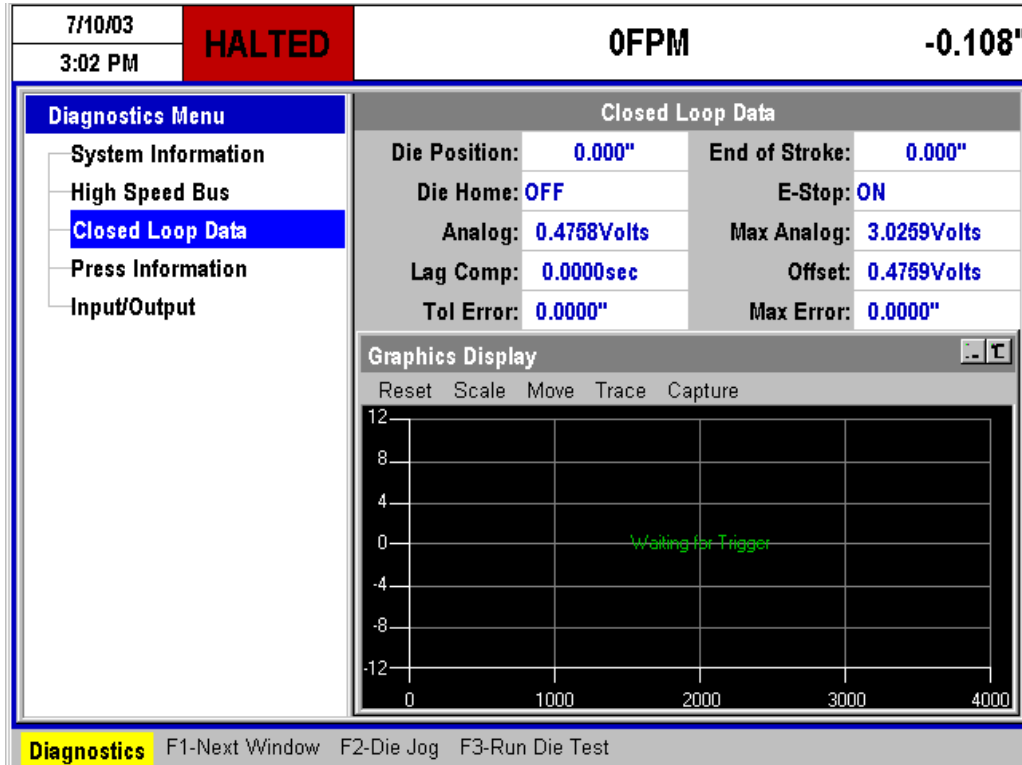 7/10/03
3:02 PM
HALTED
0FPM
-0.108"
Diagnostics Menu
System Information
High Speed Bus
Closed Loop Data
Press Information
Input/Output
Closed Loop Data
Die Position: 0.000" End of Stroke: 0.000"
Die Home: OFF E-Stop: ON
Analog: 0.4758Volts Max Analog: 3.0259Volts
Lag Comp: 0.0000sec Offset: 0.4759Volts
Tol Error: 0.0000" Max Error: 0.0000"
Graphics Display
Reset Scale Move Trace Capture
12
8
4
0
-4
-8
-12
Waiting for Trigger
0 1000 2000 3000 4000
Diagnostics F1-Next Window F2-Die Jog F3-Run Die Test